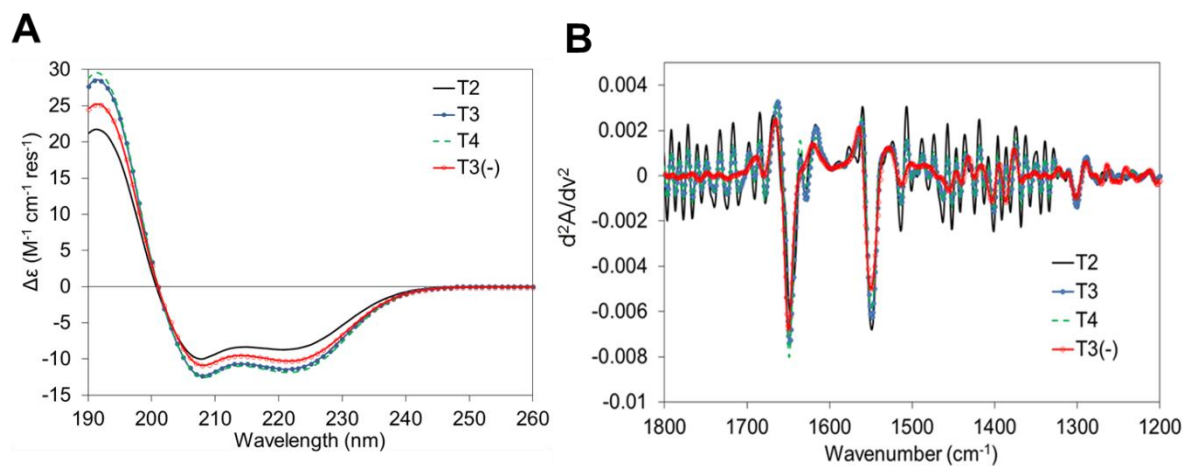 A
30
25
20
15
10
5
0
-5
-10
-15
Δε (M-1 cm-1 res-1)
190 200 210 220 230 240 250 260
Wavelength (nm)
T2
T3
T4
T3(-)
B
0.004
0.002
0
-0.002
-0.004
-0.006
-0.008
-0.01
d2A/dv2
1800 1700 1600 1500 1400 1300 1200
Wavenumber (cm-1)
T2
T3
T4
T3(-)